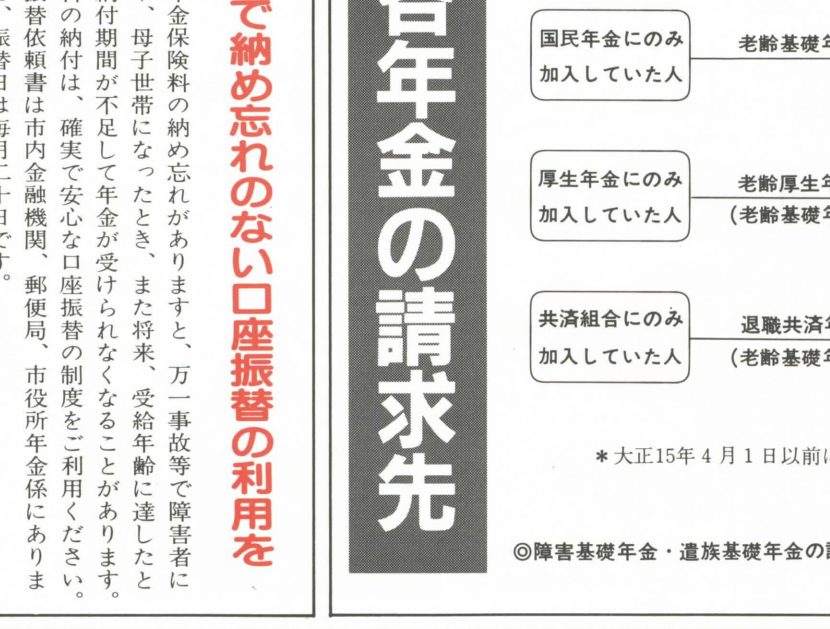 で納め忘れのない口座振替の利用を
年金保険料の納め忘れがありますと、万一事故等で障害者に
、母子世帯になったとき、また将来、受給年齢に達したと
納付期間が不足して年金が受けられなくなることがあります。
料の納付は、確実で安心な口座振替の制度をご利用ください。
振替依頼書は市内金融機関、郵便局、市役所年金係にありま
、振替日は毎月二十日です。
年金の請求先
国民年金にのみ
加入していた人
老齢基礎年
厚生年金にのみ
加入していた人
老齢厚生年
(老齢基礎年
共済組合にのみ
加入していた人
退職共済年
(老齢基礎年
*大正15年4月1日以前に
◎障害基礎年金・遺族基礎年金の請